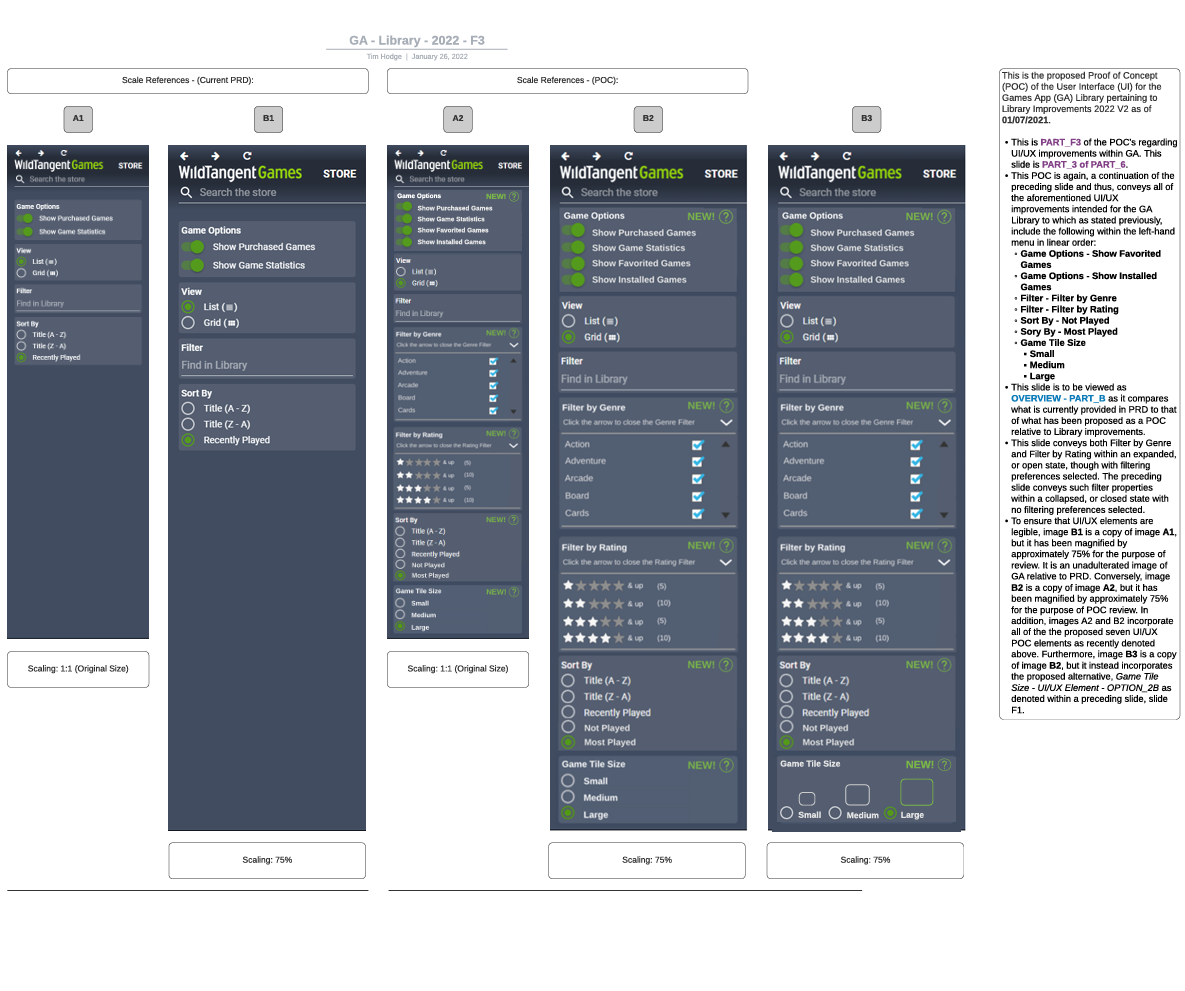 GA - Library - 2022 - F3
Tim Hodge | January 26, 2022
Scale References - (Current PRD):
A1
B1
WildTangent Games
STORE
Search the store
Game Options
Show Purchased Games
Show Game Statistics
View
List (≡)
Grid (⊞)
Filter
Find in Library
Sort By
Title (A - Z)
Title (Z - A)
Recently Played
Scaling: 1:1 (Original Size)
WildTangent Games
STORE
Search the store
Game Options
Show Purchased Games
Show Game Statistics
View
List (≡)
Grid (⊞)
Filter
Find in Library
Sort By
Title (A - Z)
Title (Z - A)
Recently Played
Scaling: 75%
Scale References - (POC):
A2
B2
B3
WildTangent Games
STORE
Search the store
Game Options NEW! ?
Show Purchased Games
Show Game Statistics
Show Favorited Games
Show Installed Games
View
List (≡)
Grid (⊞)
Filter
Find in Library
Filter by Genre NEW! ?
Click the arrow to close the Genre Filter
Action
Adventure
Arcade
Board
Cards
Filter by Rating NEW! ?
Click the arrow to close the Rating Filter
& up (5)
& up (10)
& up (5)
& up (10)
Sort By NEW! ?
Title (A - Z)
Title (Z - A)
Recently Played
Not Played
Most Played
Game Tile Size NEW! ?
Small
Medium
Large
Scaling: 1:1 (Original Size)
WildTangent Games
STORE
Search the store
Game Options NEW! ?
Show Purchased Games
Show Game Statistics
Show Favorited Games
Show Installed Games
View
List (≡)
Grid (⊞)
Filter
Find in Library
Filter by Genre NEW! ?
Click the arrow to close the Genre Filter
Action
Adventure
Arcade
Board
Cards
Filter by Rating NEW! ?
Click the arrow to close the Rating Filter
& up (5)
& up (10)
& up (5)
& up (10)
Sort By NEW! ?
Title (A - Z)
Title (Z - A)
Recently Played
Not Played
Most Played
Game Tile Size NEW! ?
Small
Medium
Large
Scaling: 75%
WildTangent Games
STORE
Search the store
Game Options NEW! ?
Show Purchased Games
Show Game Statistics
Show Favorited Games
Show Installed Games
View
List (≡)
Grid (⊞)
Filter
Find in Library
Filter by Genre NEW! ?
Click the arrow to close the Genre Filter
Action
Adventure
Arcade
Board
Cards
Filter by Rating NEW! ?
Click the arrow to close the Rating Filter
& up (5)
& up (10)
& up (5)
& up (10)
Sort By NEW! ?
Title (A - Z)
Title (Z - A)
Recently Played
Not Played
Most Played
Game Tile Size NEW! ?
Small Medium Large
Scaling: 75%
This is the proposed Proof of Concept
(POC) of the User Interface (UI) for the
Games App (GA) Library pertaining to
Library Improvements 2022 V2 as of
01/07/2021.
• This is PART_F3 of the POC's regarding
UI/UX improvements within GA. This
slide is PART_3 of PART_6.
• This POC is again, a continuation of the
preceding slide and thus, conveys all of
the aforementioned UI/UX
improvements intended for the GA
Library to which as stated previously,
include the following within the left-hand
menu in linear order:
◦ Game Options - Show Favorited
Games
◦ Game Options - Show Installed
Games
◦ Filter - Filter by Genre
◦ Filter - Filter by Rating
◦ Sort By - Not Played
◦ Sory By - Most Played
◦ Game Tile Size
▪ Small
▪ Medium
▪ Large
• This slide is to be viewed as
OVERVIEW - PART_B as it compares
what is currently provided in PRD to that
of what has been proposed as a POC
relative to Library improvements.
• This slide conveys both Filter by Genre
and Filter by Rating within an expanded,
or open state, though with filtering
preferences selected. The preceding
slide conveys such filter properties
within a collapsed, or closed state with
no filtering preferences selected.
• To ensure that UI/UX elements are
legible, image B1 is a copy of image A1,
but it has been magnified by
approximately 75% for the purpose of
review. It is an unadulterated image of
GA relative to PRD. Conversely, image
B2 is a copy of image A2, but it has
been magnified by approximately 75%
for the purpose of POC review. In
addition, images A2 and B2 incorporate
all of the the proposed seven UI/UX
POC elements as recently denoted
above. Furthermore, image B3 is a copy
of image B2, but it instead incorporates
the proposed alternative, Game Tile
Size - UI/UX Element - OPTION_2B as
denoted within a preceding slide, slide
F1.